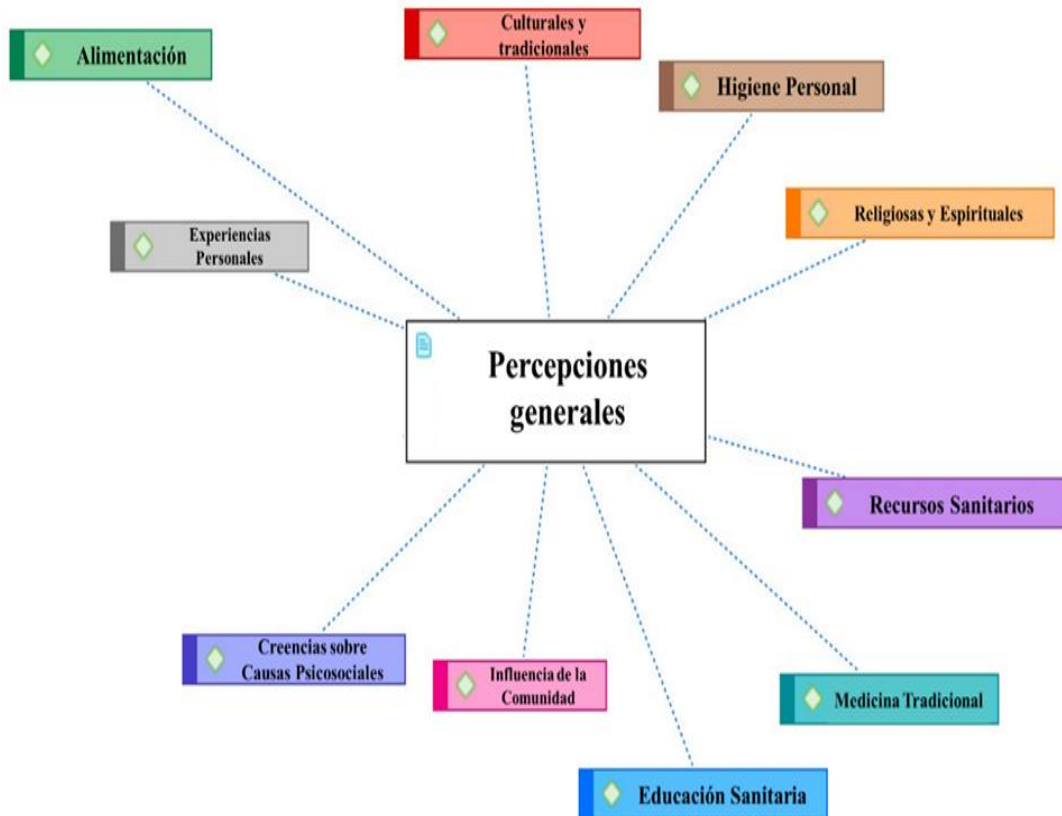 Culturales y
tradicionales
Alimentación
Higiene Personal
Religiosas y Espirituales
Experiencias
Personales
Percepciones
generales
Recursos Sanitarios
Creencias sobre
Causas Psicosociales
Influencia de la
Comunidad
Medicina Tradicional
Educación Sanitaria